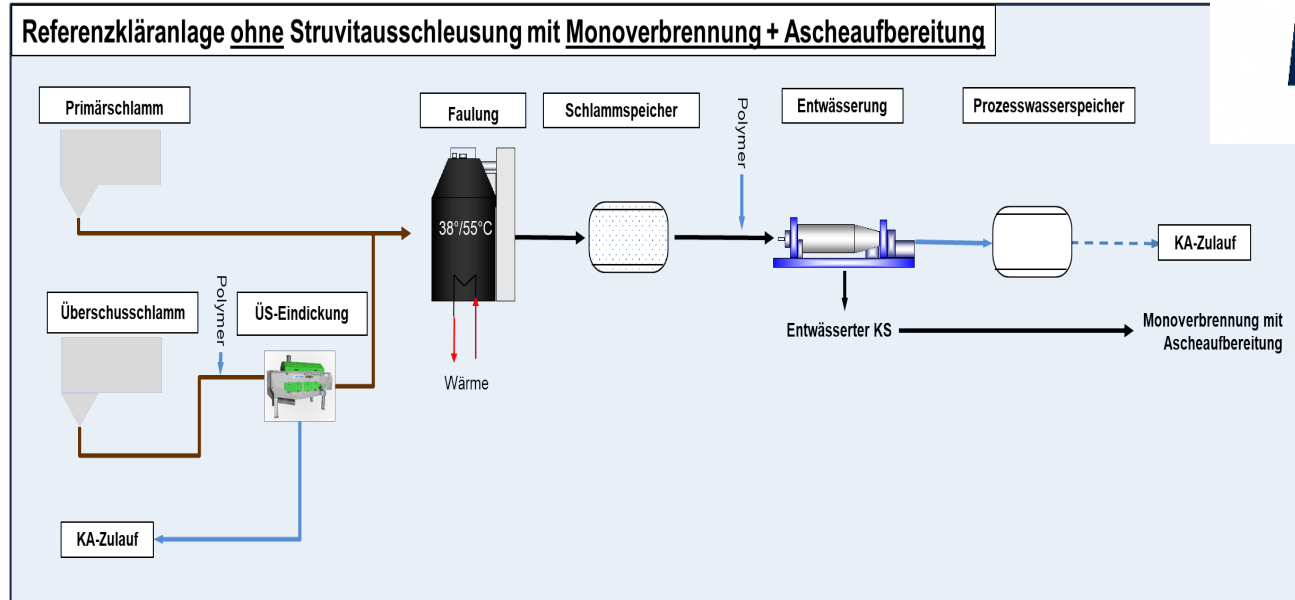 Referenzkläranlage ohne Struvitausschleusung mit Monoverbrennung + Ascheaufbereitung
Primärschlamm
Faulung
Schlammspeicher
Polymer
Entwässerung
Prozesswasserspeicher
38°/55°C
KA-Zulauf
Überschusschlamm
Polymer
ÜS-Eindickung
Wärme
Entwässerter KS
Monoverbrennung mit
Ascheaufbereitung
KA-Zulauf